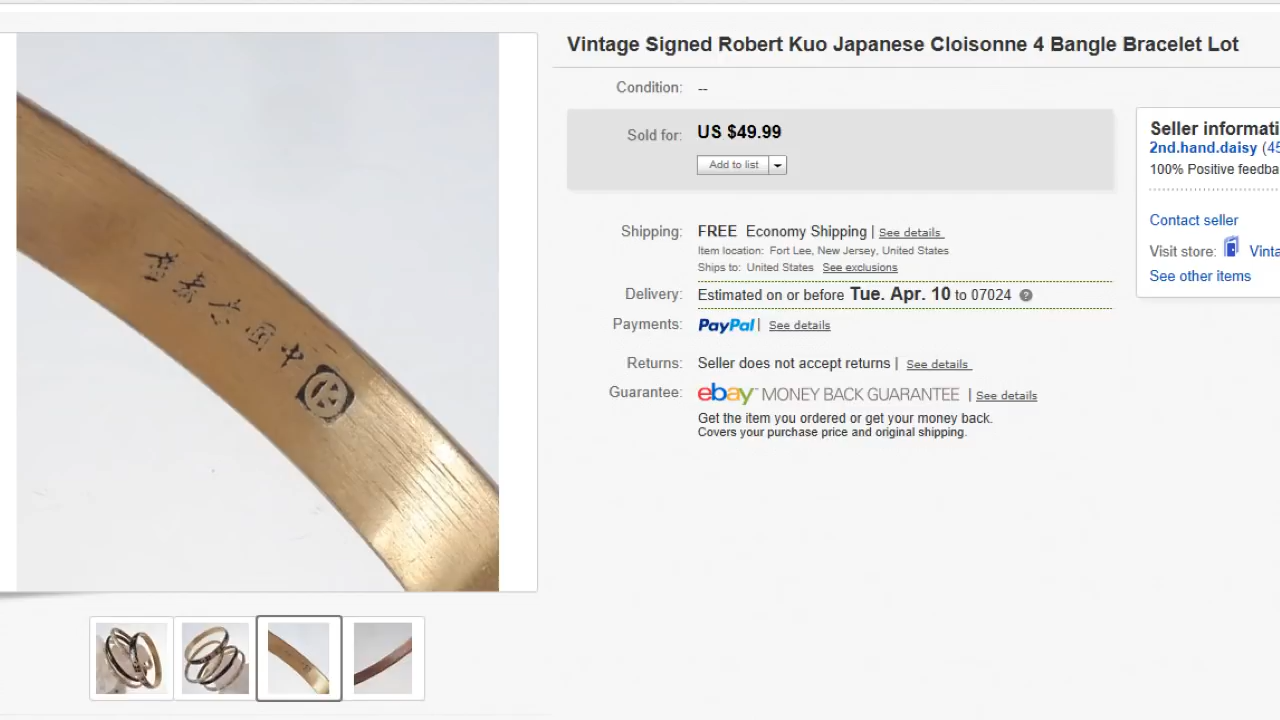 Vintage Signed Robert Kuo Japanese Cloisonne 4 Bangle Bracelet Lot
Condition: --
Sold for: US $49.99
Add to list
Shipping: FREE Economy Shipping | See details
Item location: Fort Lee, New Jersey, United States
Ships to: United States See exclusions
Delivery: Estimated on or before Tue. Apr. 10 to 07024 ?
Payments: PayPal | See details
Returns: Seller does not accept returns | See details
Guarantee: ebay™ MONEY BACK GUARANTEE | See details
Get the item you ordered or get your money back.
Covers your purchase price and original shipping.
Seller informati
2nd.hand.daisy (45
100% Positive feedba
Contact seller
Visit store: Vinta
See other items
中國